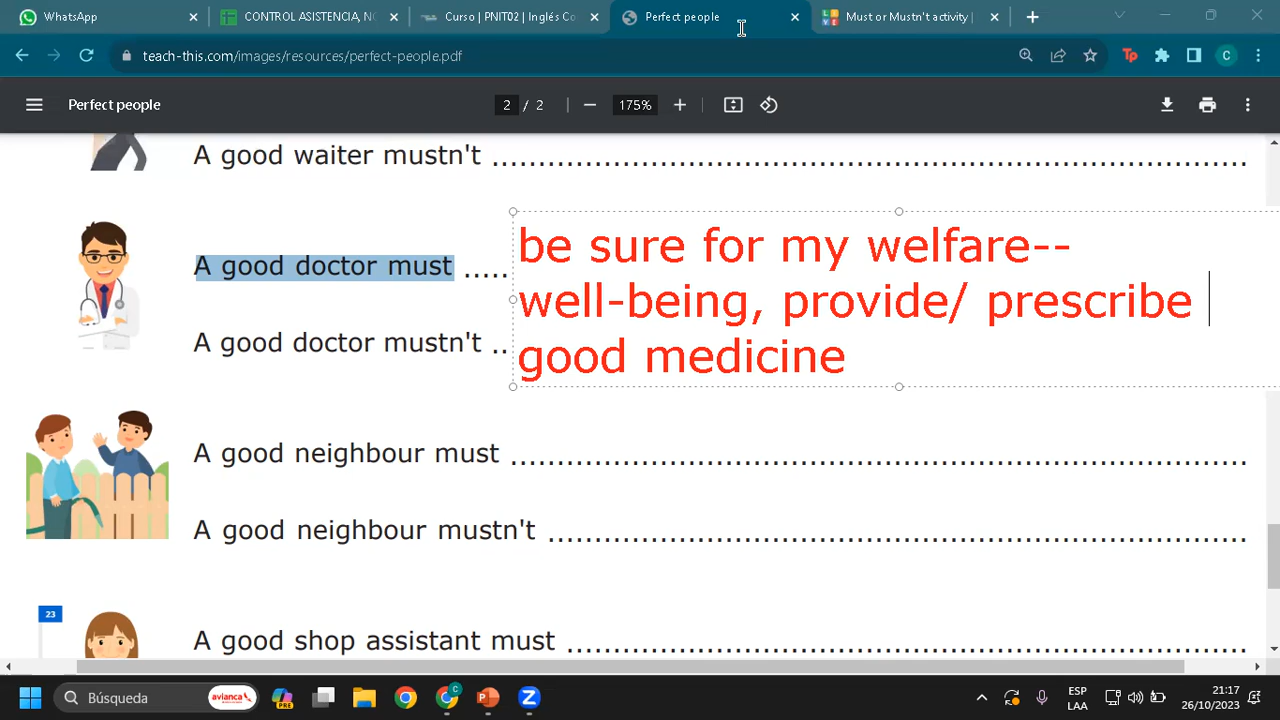 WhatsApp
CONTROL ASISTENCIA, NO
Curso | PNIT02 | Inglés Co
Perfect people
Must or Mustn't activity |
teach-this.com/images/resources/perfect-people.pdf
Tp
C
Perfect people
2 / 2
175%
A good waiter mustn't ....................................................................................
A good doctor must .....
be sure for my welfare--
well-being, provide/ prescribe
good medicine
A good doctor mustn't ..
A good neighbour must ..................................................................................
A good neighbour mustn't .............................................................................
23
A good shop assistant must ...........................................................................
Búsqueda
avianca
PRE
C
ESP
LAA
21:17
26/10/2023